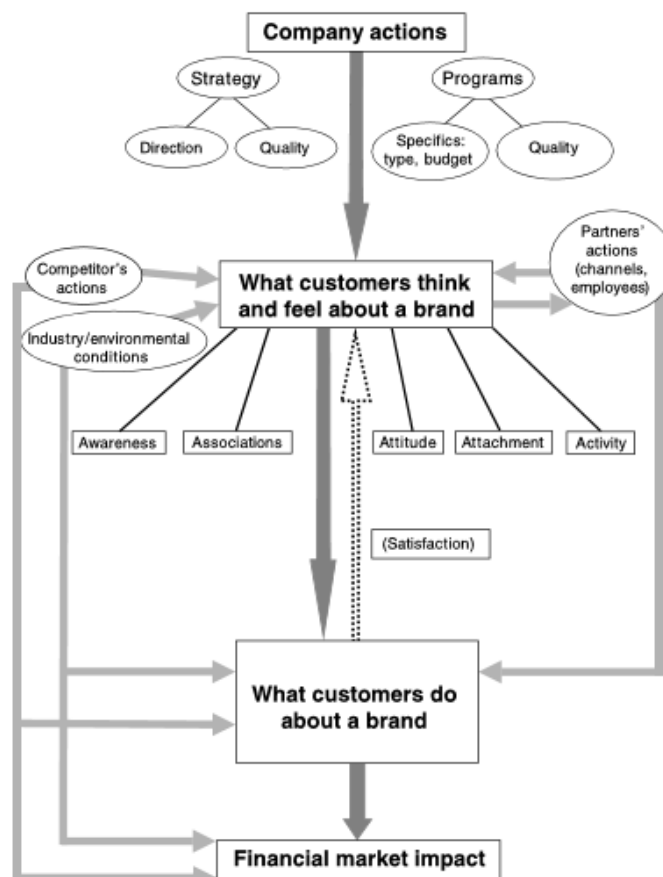 Company actions
Strategy
Programs
Direction
Quality
Specifics:
type, budget
Quality
Competitor's
actions
What customers think
and feel about a brand
Partners'
actions
(channels,
employees)
Industry/environmental
conditions
Awareness
Associations
Attitude
Attachment
Activity
(Satisfaction)
What customers do
about a brand
Financial market impact